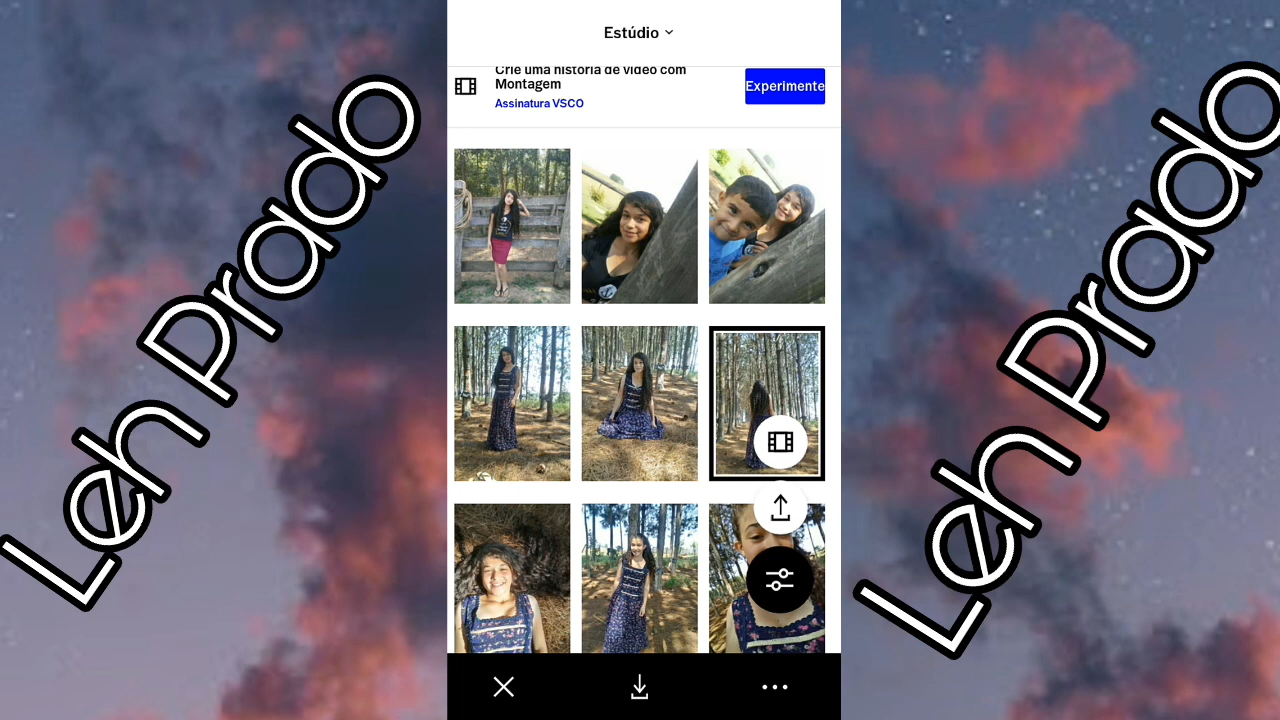 Leh Prado
Estúdio
Crie uma história de vídeo com
Montagem
Assinatura VSCO
Experimente
Leh Prado